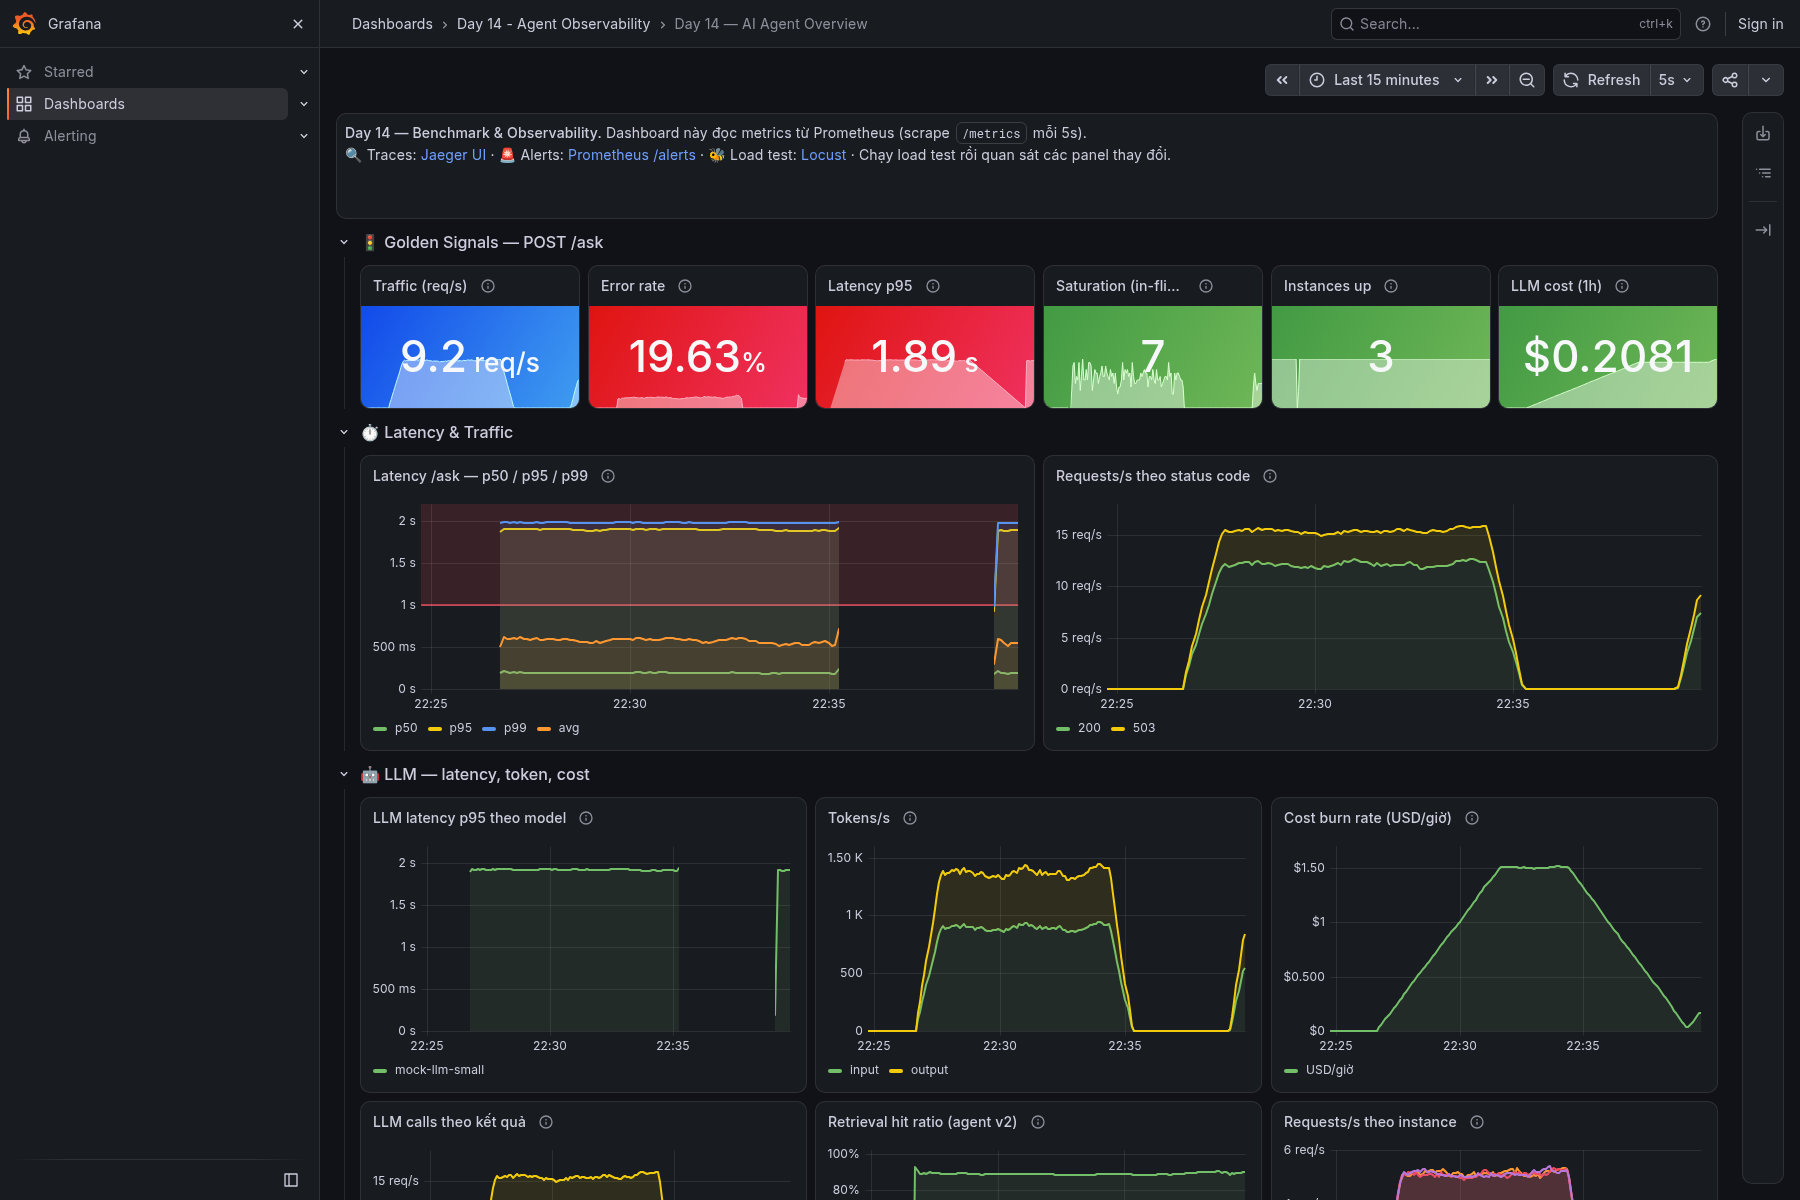 Grafana
Dashboards › Day 14 - Agent Observability › Day 14 — AI Agent Overview
Search... ctrl+k
Sign in
Starred
Dashboards
Alerting
Last 15 minutes
Refresh
5s
Day 14 — Benchmark & Observability. Dashboard này đọc metrics từ Prometheus (scrape /metrics mỗi 5s).
🔍 Traces: Jaeger UI · 🚨 Alerts: Prometheus /alerts · 🐝 Load test: Locust · Chạy load test rồi quan sát các panel thay đổi.
🚦 Golden Signals — POST /ask
Traffic (req/s)
9.2 req/s
Error rate
19.63%
Latency p95
1.89 s
Saturation (in-fli...
7
Instances up
3
LLM cost (1h)
$0.2081
⏱️ Latency & Traffic
Latency /ask — p50 / p95 / p99
2 s
1.5 s
1 s
500 ms
0 s
22:25 22:30 22:35
p50 p95 p99 avg
Requests/s theo status code
15 req/s
10 req/s
5 req/s
0 req/s
22:25 22:30 22:35
200 503
🤖 LLM — latency, token, cost
LLM latency p95 theo model
2 s
1.5 s
1 s
500 ms
0 s
22:25 22:30 22:35
mock-llm-small
Tokens/s
1.50 K
1 K
500
0
22:25 22:30 22:35
input output
Cost burn rate (USD/giờ)
$1.50
$1
$0.500
$0
22:25 22:30 22:35
USD/giờ
LLM calls theo kết quả
15 req/s
Retrieval hit ratio (agent v2)
100%
80%
Requests/s theo instance
6 req/s